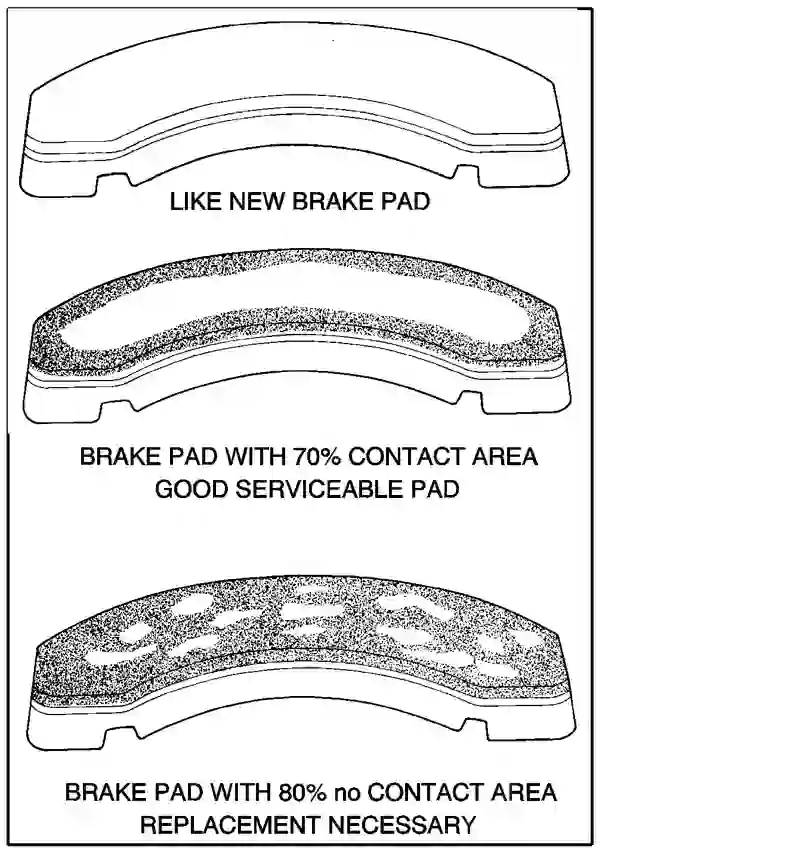 LIKE NEW BRAKE PAD
BRAKE PAD WITH 70% CONTACT AREA
GOOD SERVICEABLE PAD
BRAKE PAD WITH 80% no CONTACT AREA
REPLACEMENT NECESSARY